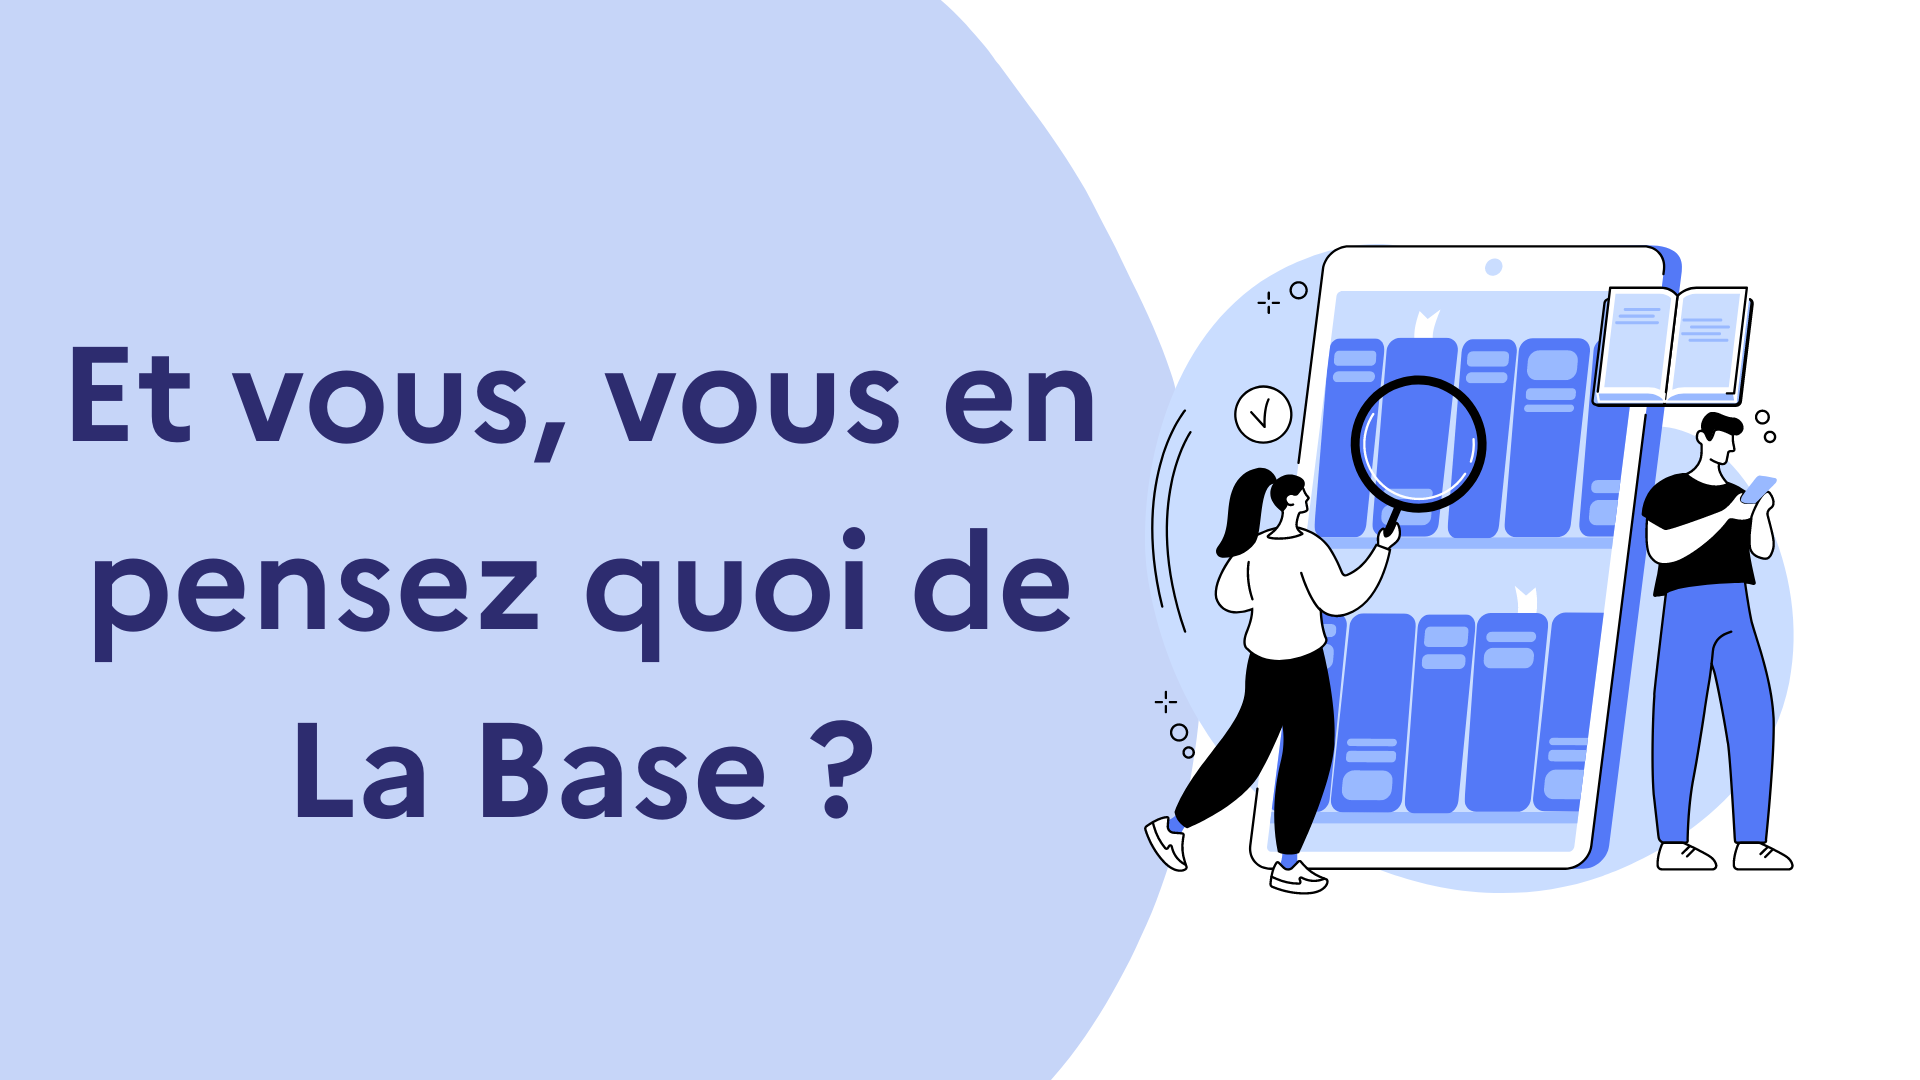 Et vous, vous en
pensez quoi de
La Base ?